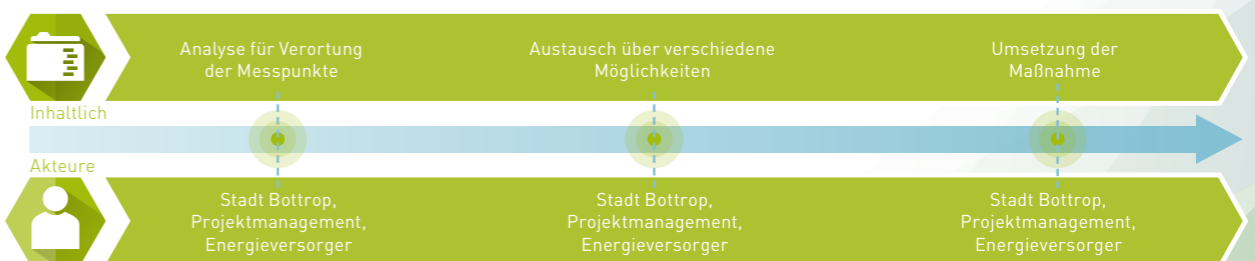 Analyse für Verortung
der Messpunkte
Austausch über verschiedene
Möglichkeiten
Umsetzung der
Maßnahme
Inhaltlich
Akteure
Stadt Bottrop,
Projektmanagement,
Energieversorger
Stadt Bottrop,
Projektmanagement,
Energieversorger
Stadt Bottrop,
Projektmanagement,
Energieversorger